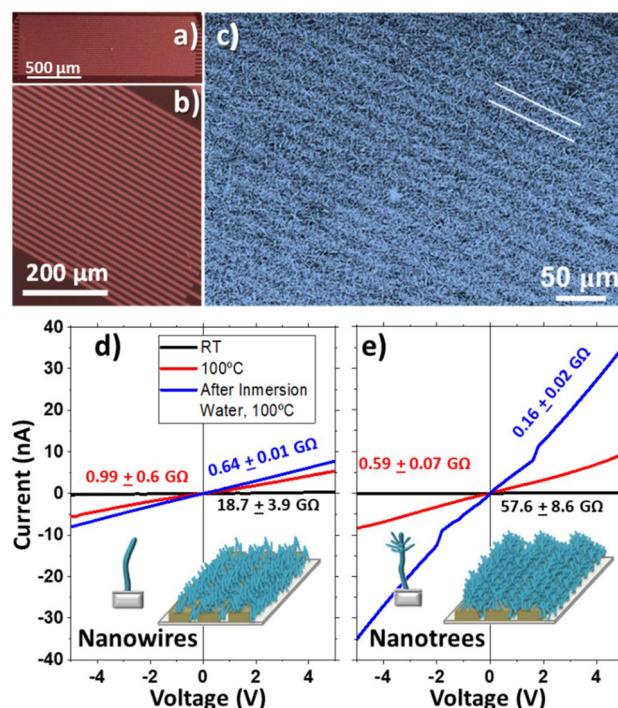 a)
500 µm
b)
200 µm
c)
50 µm
d)
RT
100ºC
After Inmersion
Water, 100ºC
0.99 ± 0.6 GΩ
0.64 ± 0.01 GΩ
18.7 ± 3.9 GΩ
Nanowires
e)
0.16 ± 0.02 GΩ
0.59 ± 0.07 GΩ
57.6 ± 8.6 GΩ
Nanotrees
Current (nA)
40
30
20
10
0
-10
-20
-30
-40
-4 -2 0 2 4
-4 -2 0 2 4
Voltage (V)
Voltage (V)